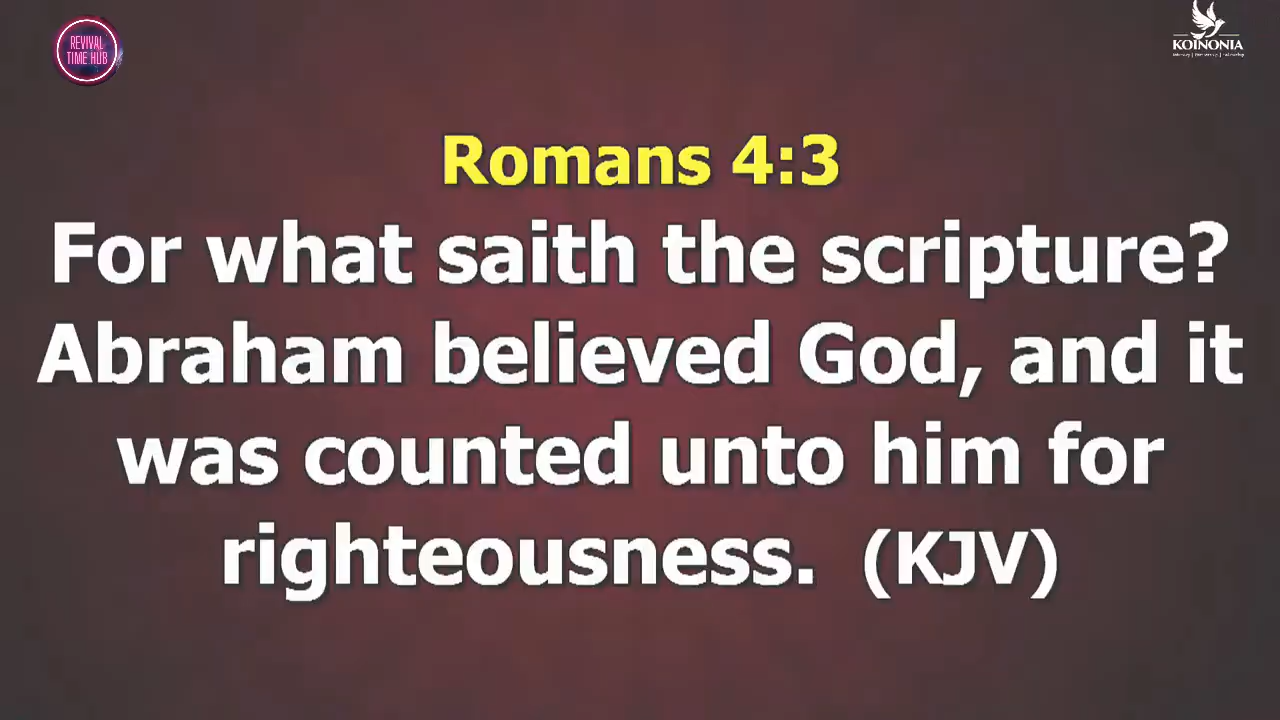 REVIVAL
TIME HUB
KOINONIA
Romans 4:3
For what saith the scripture?
Abraham believed God, and it
was counted unto him for
righteousness. (KJV)